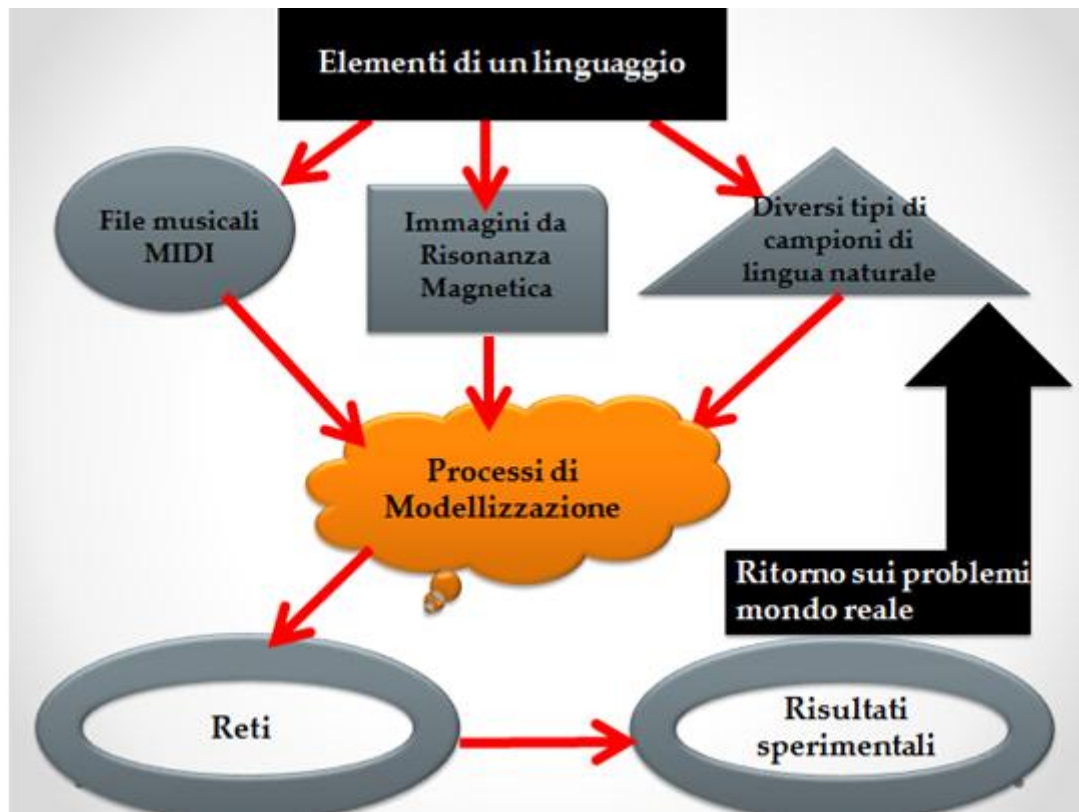 Elementi di un linguaggio
File musicali
MIDI
Immagini da
Risonanza
Magnetica
Diversi tipi di
campioni di
lingua naturale
Processi di
Modellizzazione
Ritorno sui problemi
mondo reale
Reti
Risultati
sperimentali